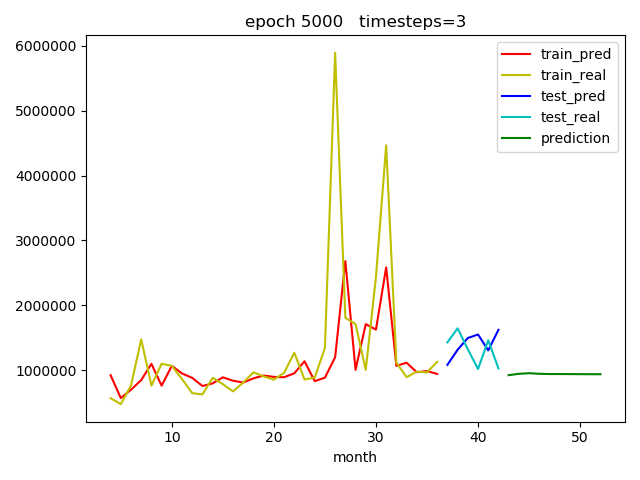 epoch 5000   timesteps=3
6000000
5000000
4000000
3000000
2000000
1000000
train_pred
train_real
test_pred
test_real
prediction
10 20 30 40 50
month